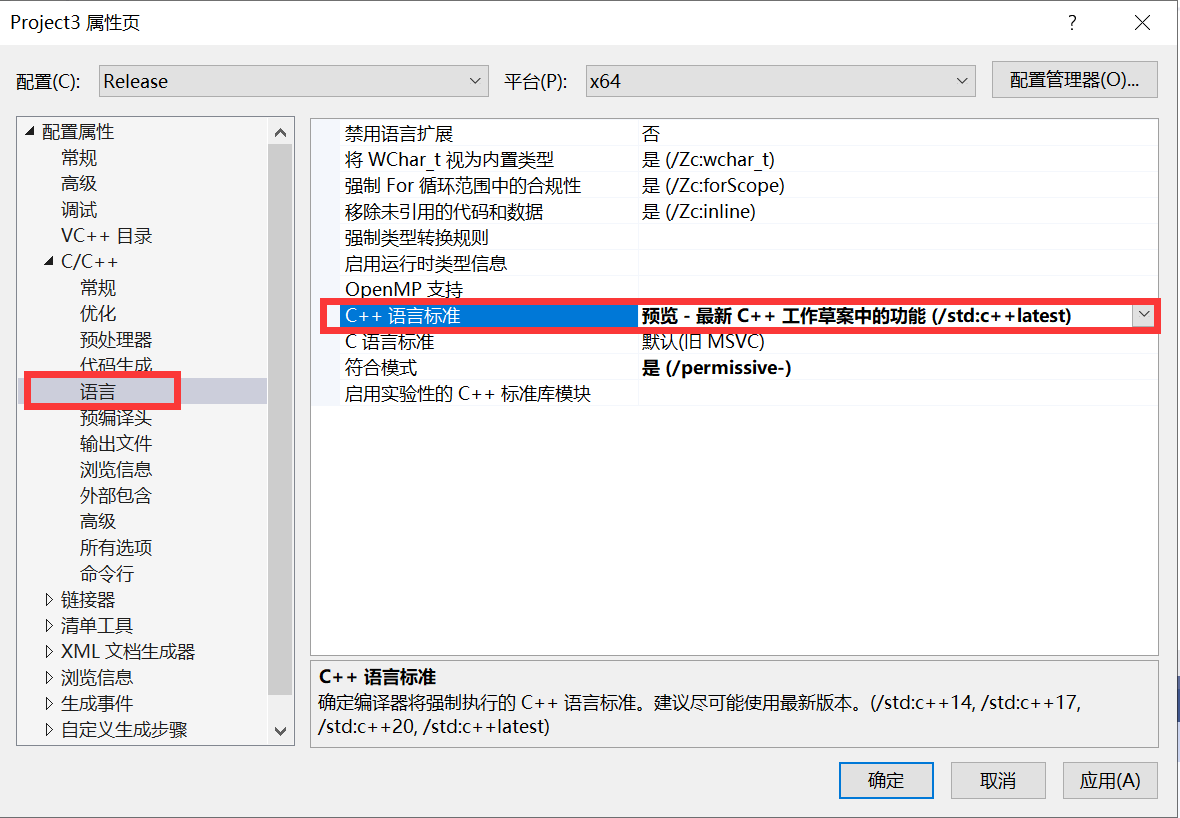 Project3 属性页
?
配置(C): Release 平台(P): x64 配置管理器(O)...
配置属性
常规
高级
调试
VC++ 目录
C/C++
常规
优化
预处理器
代码生成
语言
预编译头
输出文件
浏览信息
外部包含
高级
所有选项
命令行
链接器
清单工具
XML 文档生成器
浏览信息
生成事件
自定义生成步骤
禁用语言扩展 否
将 WChar_t 视为内置类型 是 (/Zc:wchar_t)
强制 For 循环范围中的合规性 是 (/Zc:forScope)
移除未引用的代码和数据 是 (/Zc:inline)
强制类型转换规则
启用运行时类型信息
OpenMP 支持
C++ 语言标准 预览 - 最新 C++ 工作草案中的功能 (/std:c++latest)
C 语言标准 默认(旧 MSVC)
符合模式 是 (/permissive-)
启用实验性的 C++ 标准库模块
C++ 语言标准
确定编译器将强制执行的 C++ 语言标准。建议尽可能使用最新版本。(/std:c++14, /std:c++17,
/std:c++20, /std:c++latest)
确定 取消 应用(A)